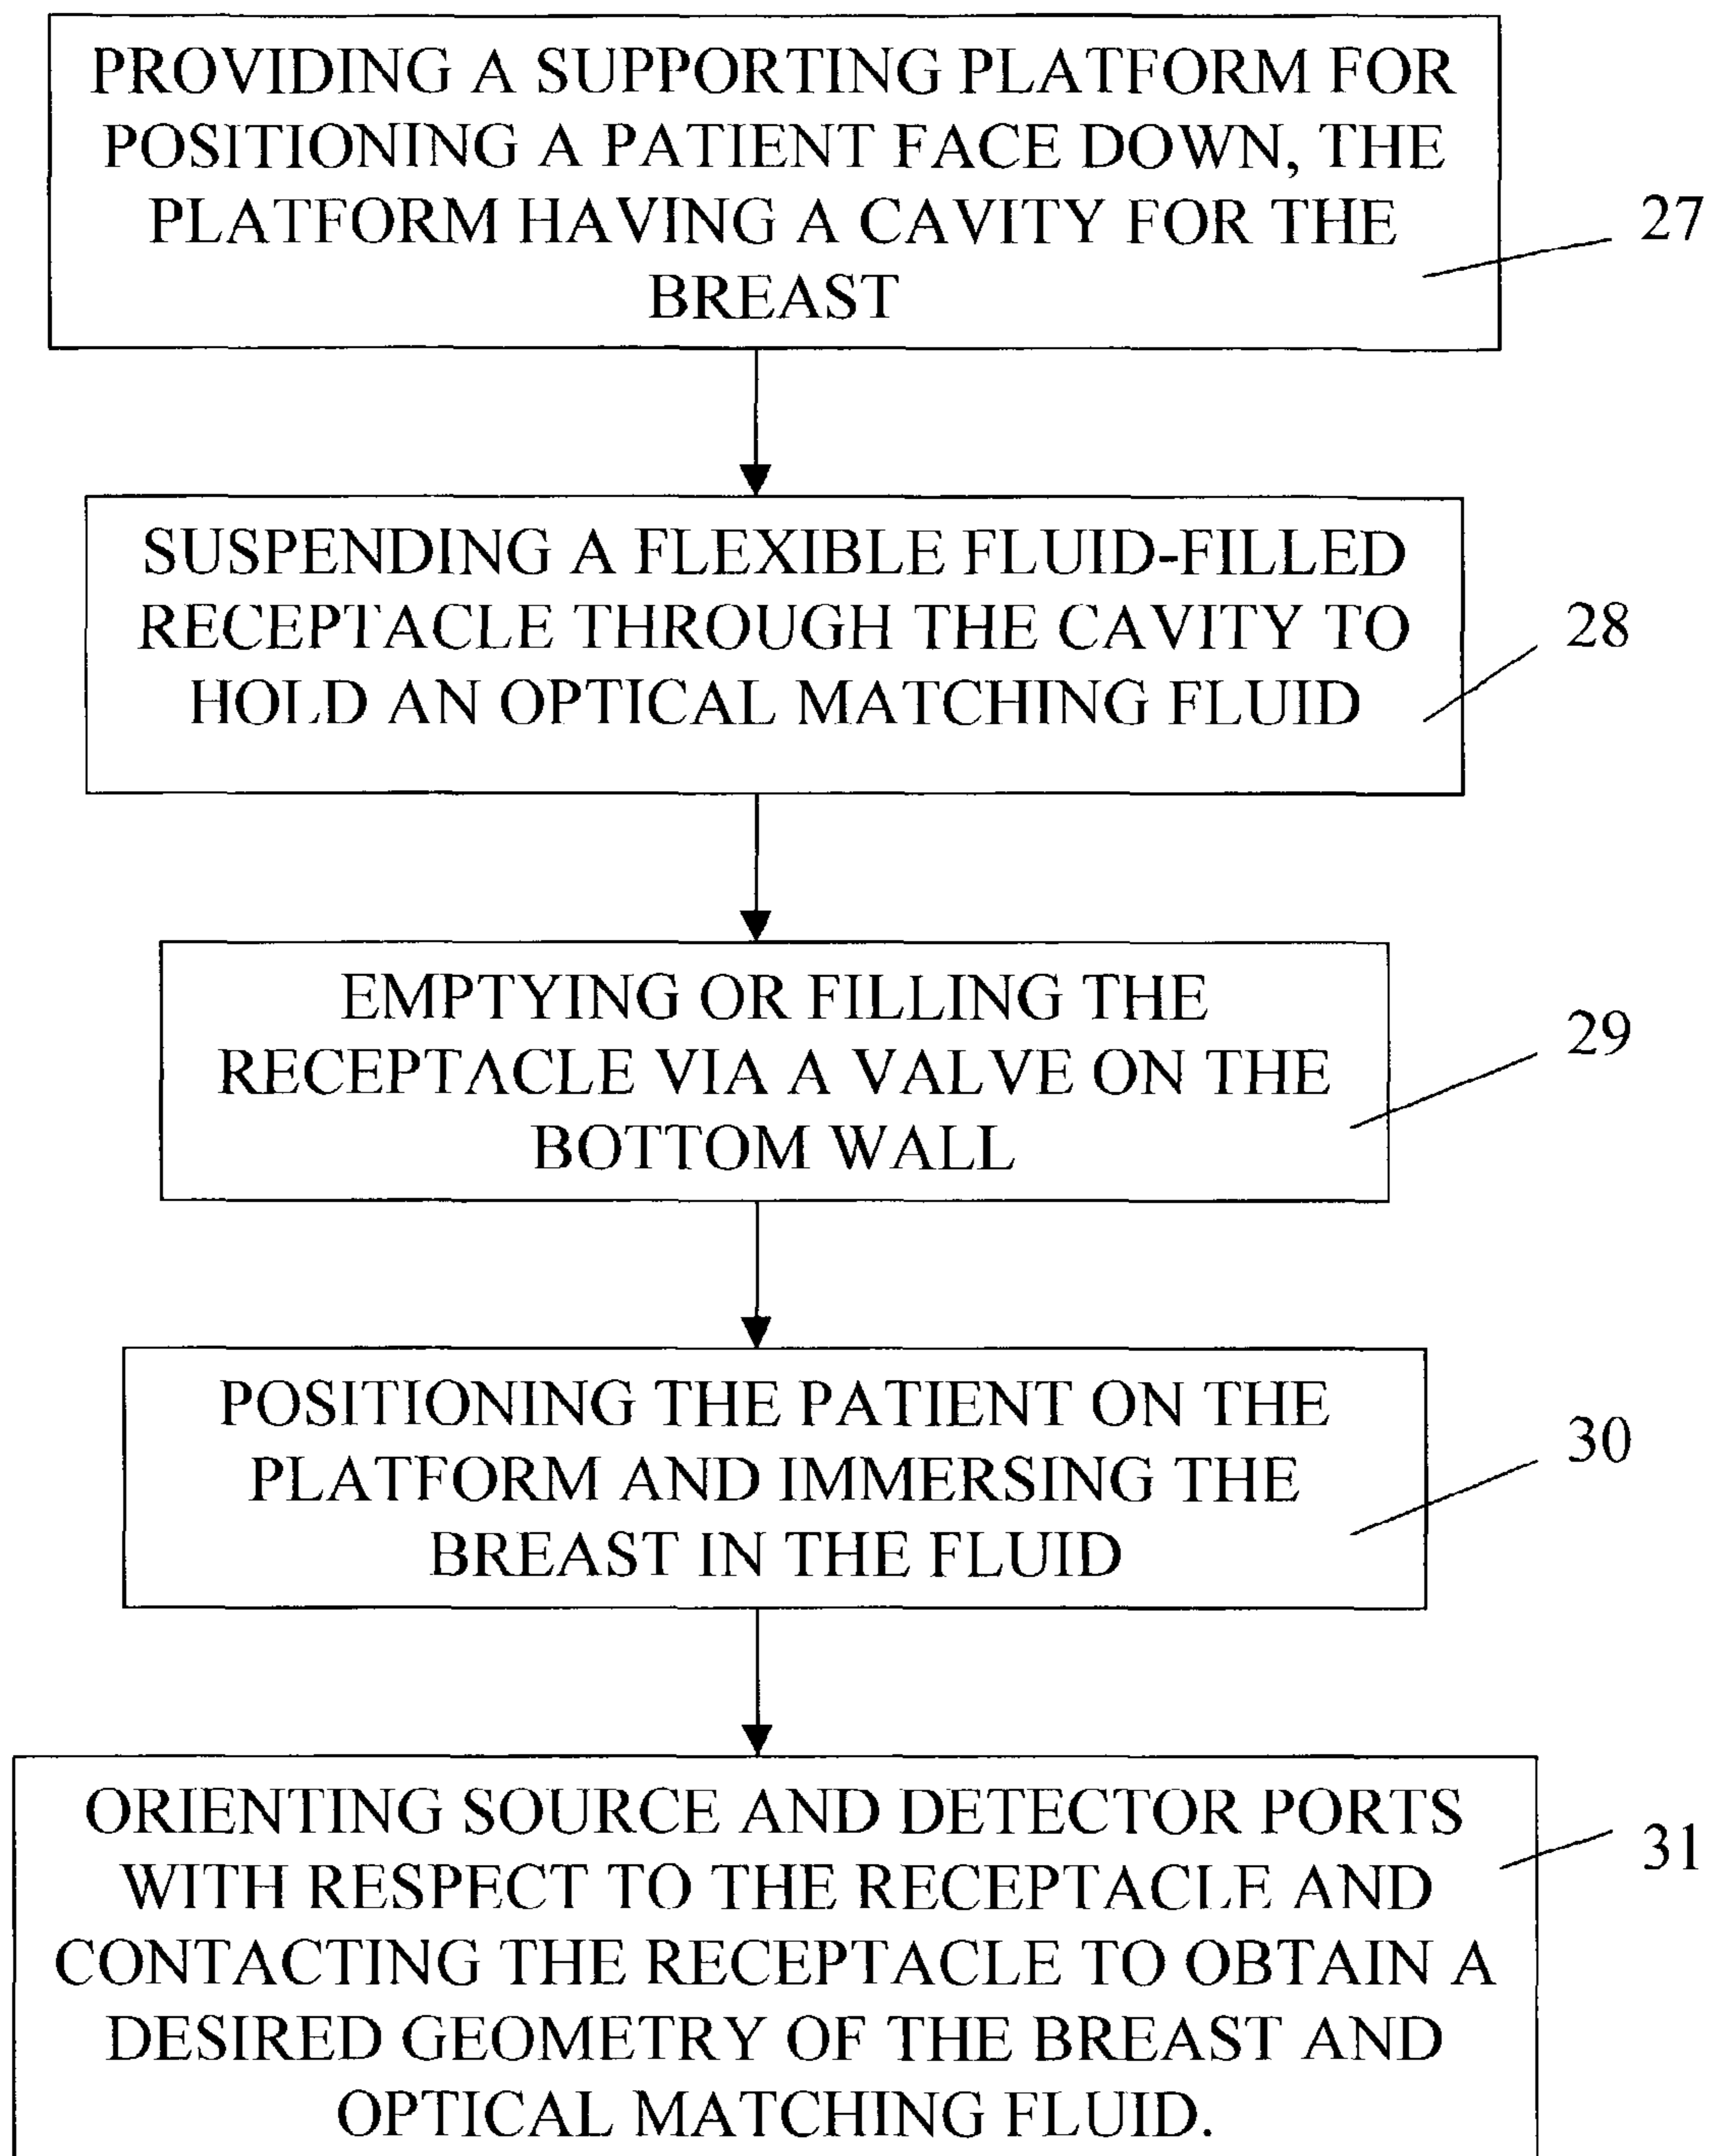 PROVIDING A SUPPORTING PLATFORM FOR
POSITIONING A PATIENT FACE DOWN, THE
PLATFORM HAVING A CAVITY FOR THE
BREAST
27
SUSPENDING A FLEXIBLE FLUID-FILLED
RECEPTACLE THROUGH THE CAVITY TO
HOLD AN OPTICAL MATCHING FLUID
28
EMPTYING OR FILLING THE
RECEPTACLE VIA A VALVE ON THE
BOTTOM WALL
29
POSITIONING THE PATIENT ON THE
PLATFORM AND IMMERSING THE
BREAST IN THE FLUID
30
ORIENTING SOURCE AND DETECTOR PORTS
WITH RESPECT TO THE RECEPTACLE AND
CONTACTING THE RECEPTACLE TO OBTAIN A
DESIRED GEOMETRY OF THE BREAST AND
OPTICAL MATCHING FLUID.
31